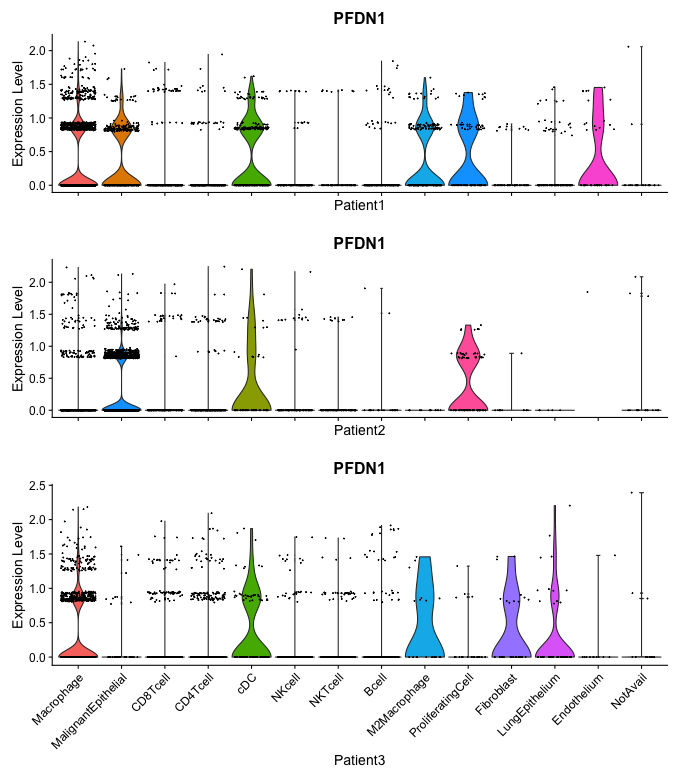 PFDN1
Expression Level
2.0
1.5
1.0
0.5
0.0
Patient1
PFDN1
Expression Level
2.0
1.5
1.0
0.5
0.0
Patient2
PFDN1
Expression Level
2.5
2.0
1.5
1.0
0.5
0.0
Macrophage
MalignantEpithelial
CD8Tcell
CD4Tcell
cDC
NKcell
NKTcell
Bcell
M2Macrophage
ProliferatingCell
Fibroblast
LungEpithelium
Endothelium
NotAvail
Patient3